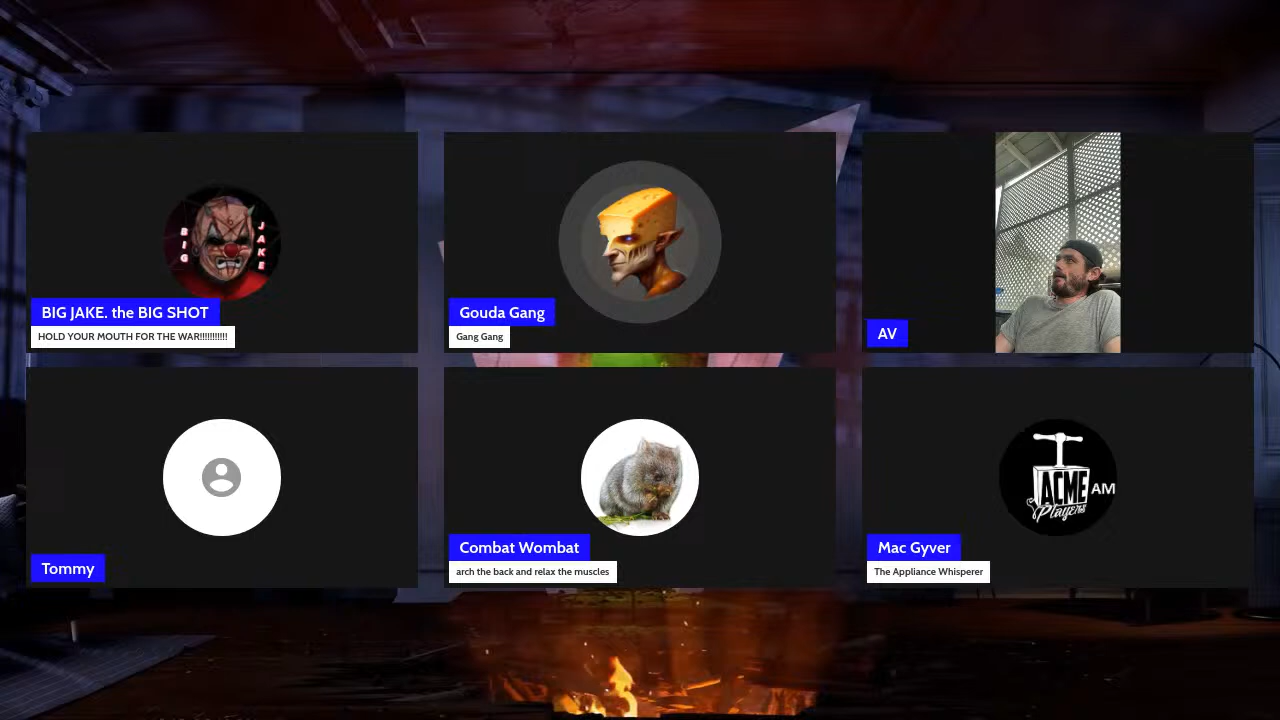 BIG
JAKE
BIG JAKE. the BIG SHOT
HOLD YOUR MOUTH FOR THE WAR!!!!!!!!!!!
Gouda Gang
Gang Gang
AV
Tommy
Combat Wombat
arch the back and relax the muscles
ACME
AM
Players
Mac Gyver
The Appliance Whisperer